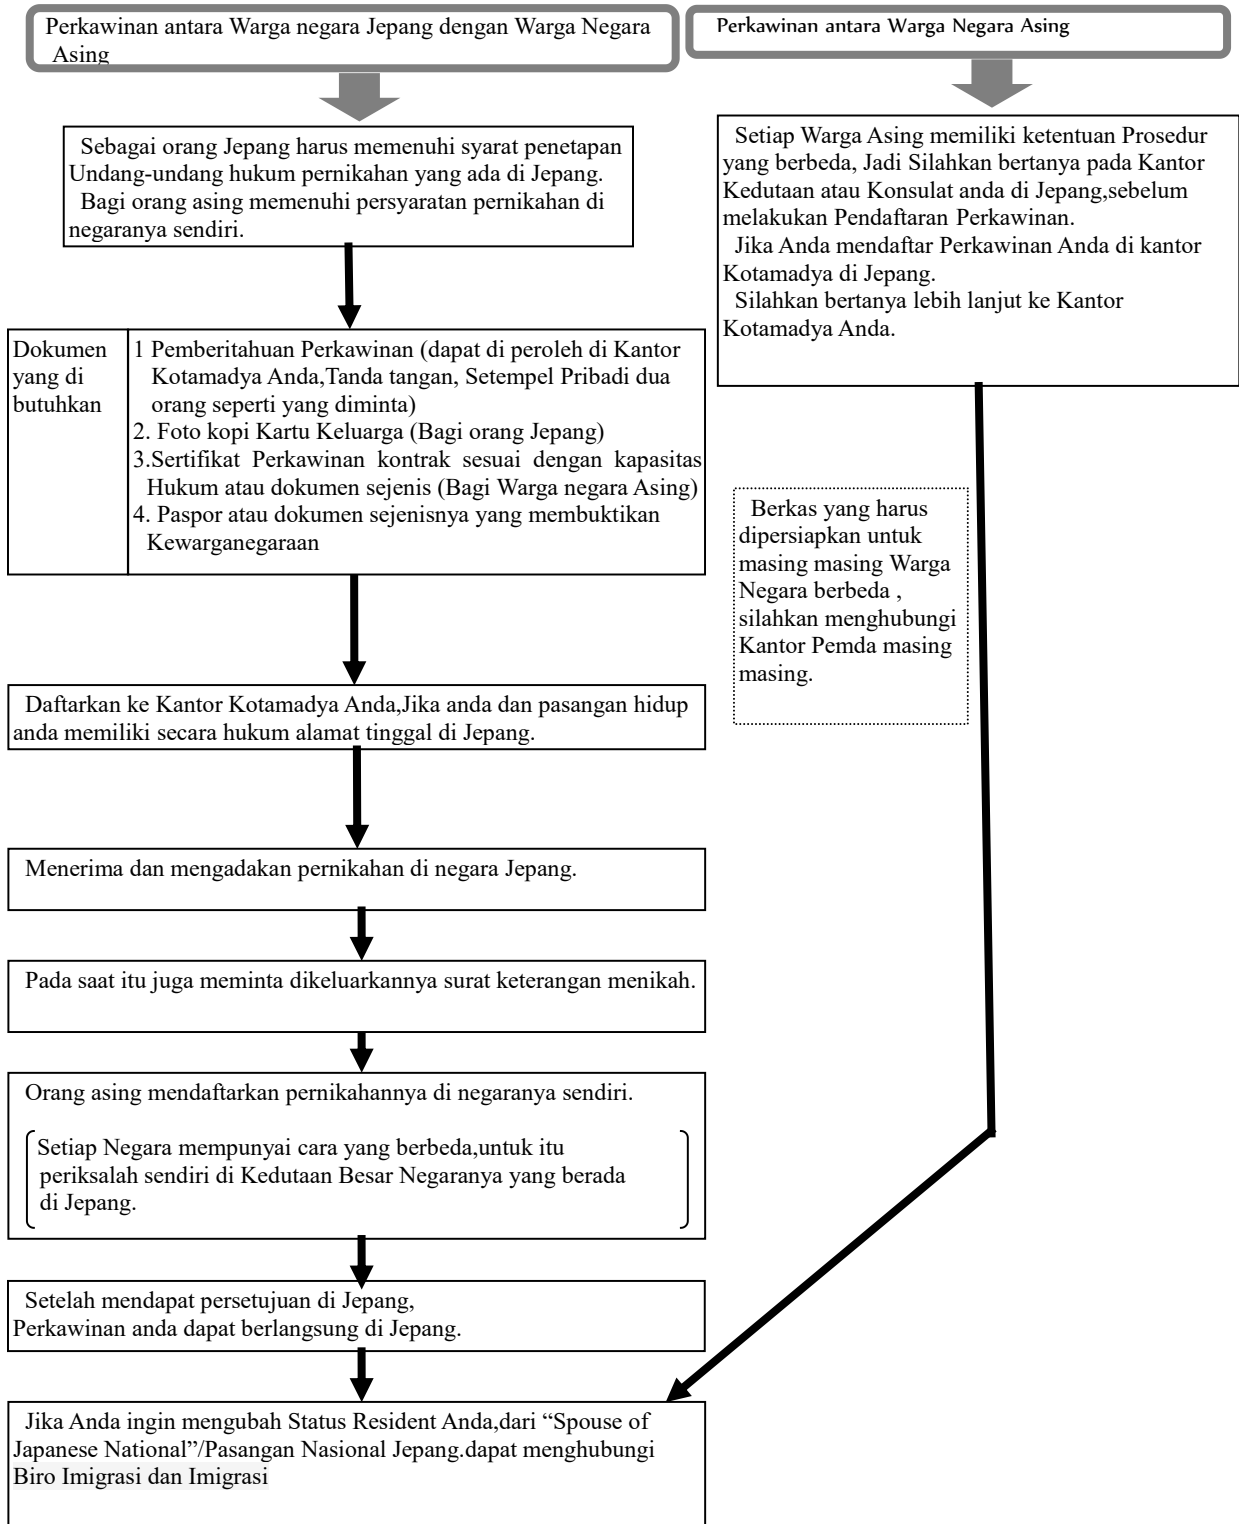 Perkawinan antara Warga negara Jepang dengan Warga Negara
Asing
Perkawinan antara Warga Negara Asing
Sebagai orang Jepang harus memenuhi syarat penetapan
Undang-undang hukum pernikahan yang ada di Jepang.
Bagi orang asing memenuhi persyaratan pernikahan di
negaranya sendiri.
Setiap Warga Asing memiliki ketentuan Prosedur
yang berbeda, Jadi Silahkan bertanya pada Kantor
Kedutaan atau Konsulat anda di Jepang,sebelum
melakukan Pendaftaran Perkawinan.
Jika Anda mendaftar Perkawinan Anda di kantor
Kotamadya di Jepang.
Silahkan bertanya lebih lanjut ke Kantor
Kotamadya Anda.
Dokumen
yang di
butuhkan
1 Pemberitahuan Perkawinan (dapat di peroleh di Kantor
Kotamadya Anda,Tanda tangan, Setempel Pribadi dua
orang seperti yang diminta)
2. Foto kopi Kartu Keluarga (Bagi orang Jepang)
3.Sertifikat Perkawinan kontrak sesuai dengan kapasitas
Hukum atau dokumen sejenis (Bagi Warga negara Asing)
4. Paspor atau dokumen sejenisnya yang membuktikan
Kewarganegaraan
Berkas yang harus
dipersiapkan untuk
masing masing Warga
Negara berbeda ,
silahkan menghubungi
Kantor Pemda masing
masing.
Daftarkan ke Kantor Kotamadya Anda,Jika anda dan pasangan hidup
anda memiliki secara hukum alamat tinggal di Jepang.
Menerima dan mengadakan pernikahan di negara Jepang.
Pada saat itu juga meminta dikeluarkannya surat keterangan menikah.
Orang asing mendaftarkan pernikahannya di negaranya sendiri.
Setiap Negara mempunyai cara yang berbeda,untuk itu
periksalah sendiri di Kedutaan Besar Negaranya yang berada
di Jepang.
Setelah mendapat persetujuan di Jepang,
Perkawinan anda dapat berlangsung di Jepang.
Jika Anda ingin mengubah Status Resident Anda,dari “Spouse of
Japanese National”/Pasangan Nasional Jepang.dapat menghubungi
Biro Imigrasi dan Imigrasi